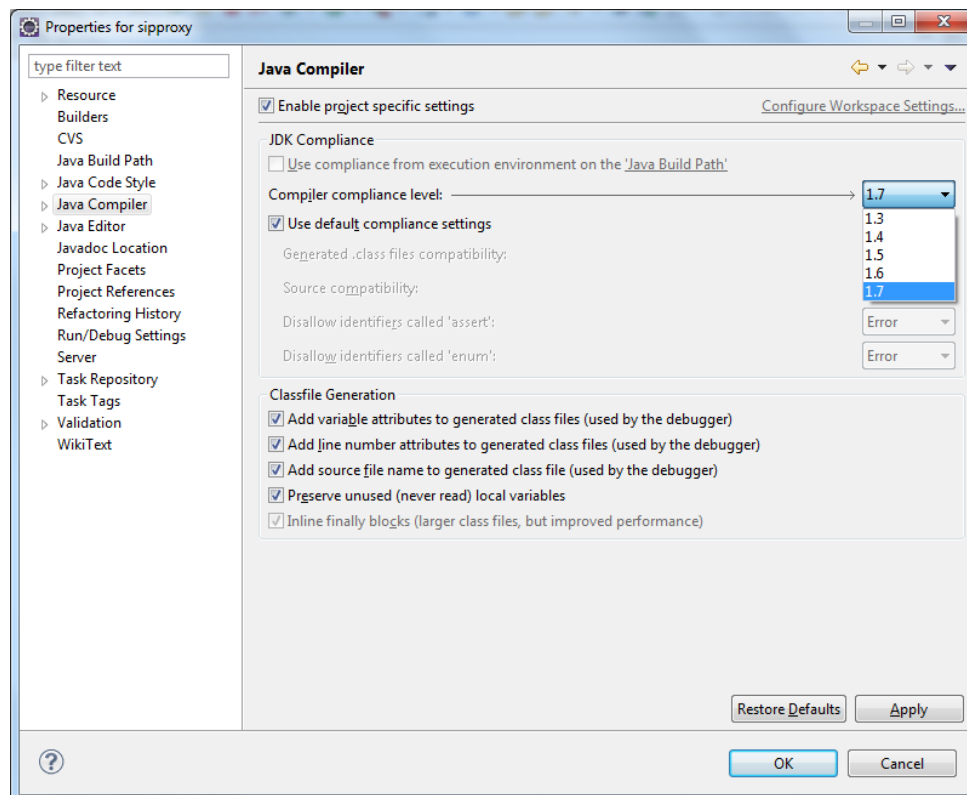 Properties for sipproxy
type filter text
Resource
Builders
CVS
Java Build Path
Java Code Style
Java Compiler
Java Editor
Javadoc Location
Project Facets
Project References
Refactoring History
Run/Debug Settings
Server
Task Repository
Task Tags
Validation
WikiText
Java Compiler
Enable project specific settings
Configure Workspace Settings...
JDK Compliance
Use compliance from execution environment on the 'Java Build Path'
Compiler compliance level:
1.7
1.3
1.4
1.5
1.6
1.7
Use default compliance settings
Generated .class files compatibility:
Source compatibility:
Disallow identifiers called 'assert':
Error
Disallow identifiers called 'enum':
Error
Classfile Generation
Add variable attributes to generated class files (used by the debugger)
Add line number attributes to generated class files (used by the debugger)
Add source file name to generated class file (used by the debugger)
Preserve unused (never read) local variables
Inline finally blocks (larger class files, but improved performance)
Restore Defaults
Apply
OK
Cancel